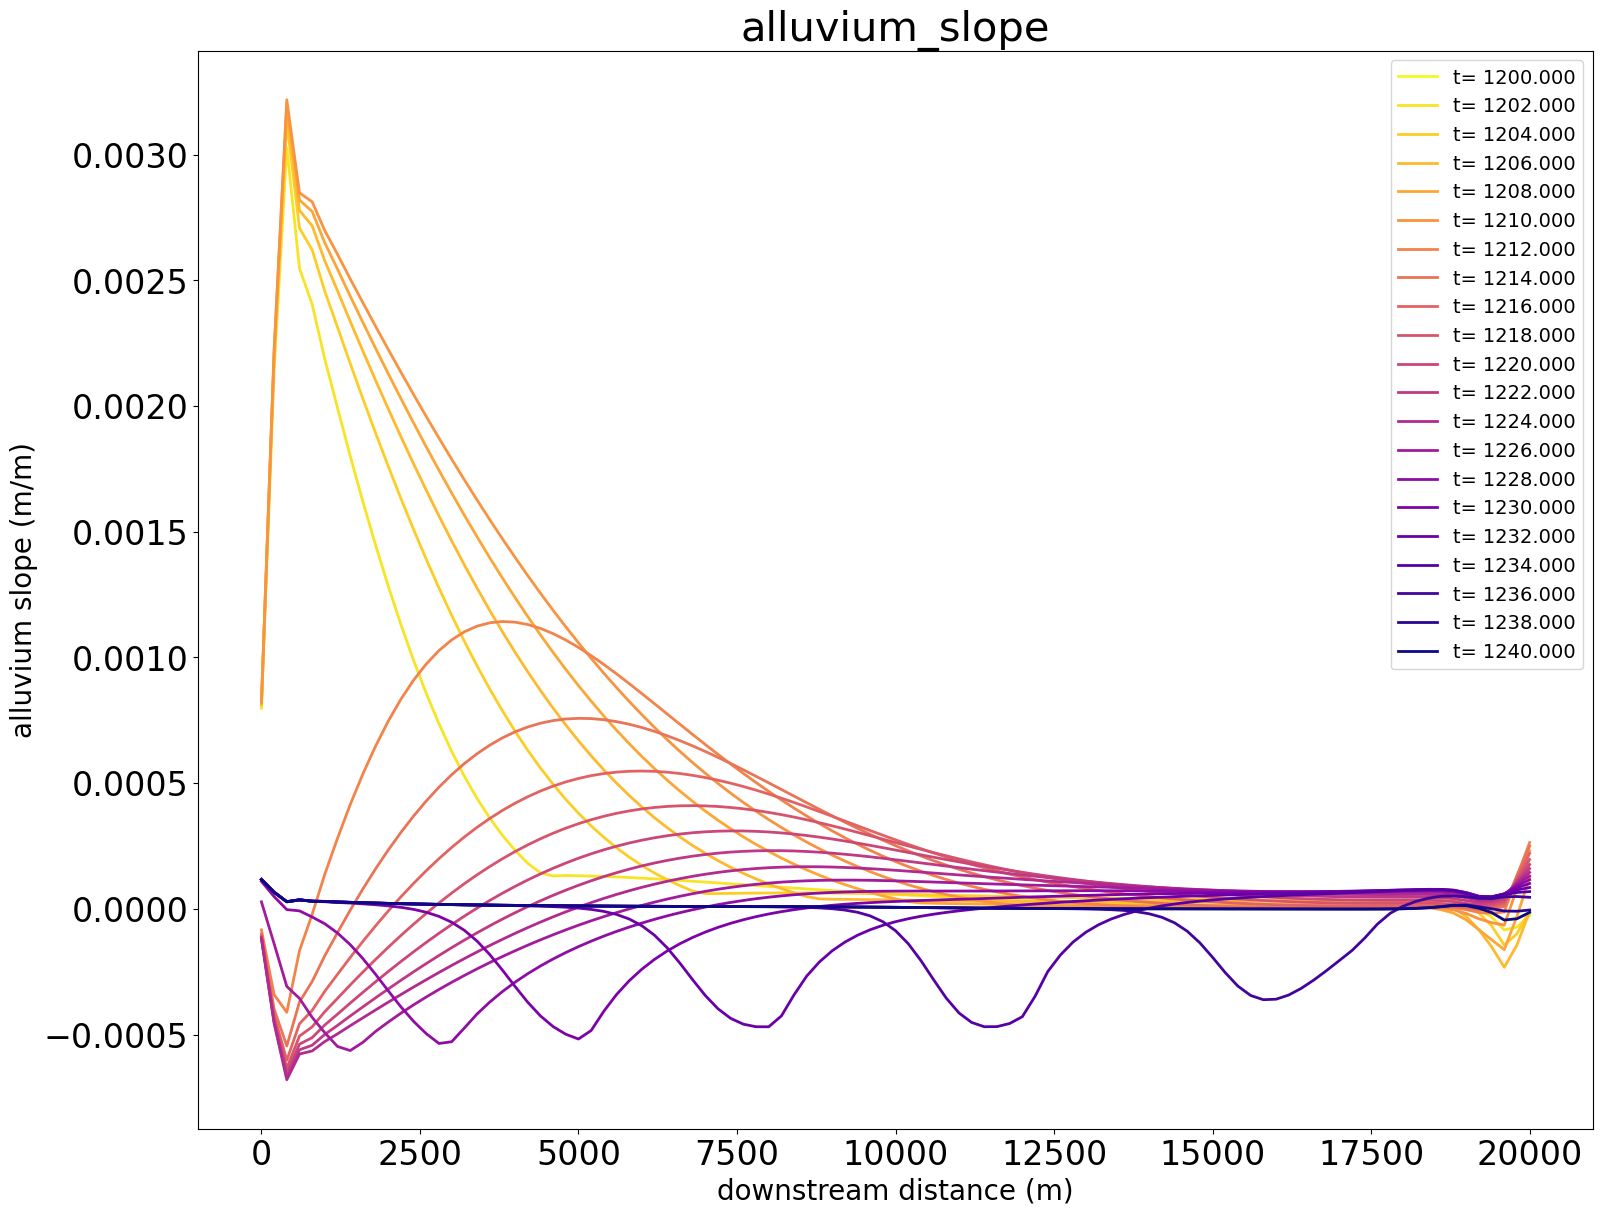 alluvium_slope
t= 1200.000
t= 1202.000
t= 1204.000
t= 1206.000
t= 1208.000
t= 1210.000
t= 1212.000
t= 1214.000
t= 1216.000
t= 1218.000
t= 1220.000
t= 1222.000
t= 1224.000
t= 1226.000
t= 1228.000
t= 1230.000
t= 1232.000
t= 1234.000
t= 1236.000
t= 1238.000
t= 1240.000
alluvium slope (m/m)
0.0030
0.0025
0.0020
0.0015
0.0010
0.0005
0.0000
−0.0005
0 2500 5000 7500 10000 12500 15000 17500 20000
downstream distance (m)